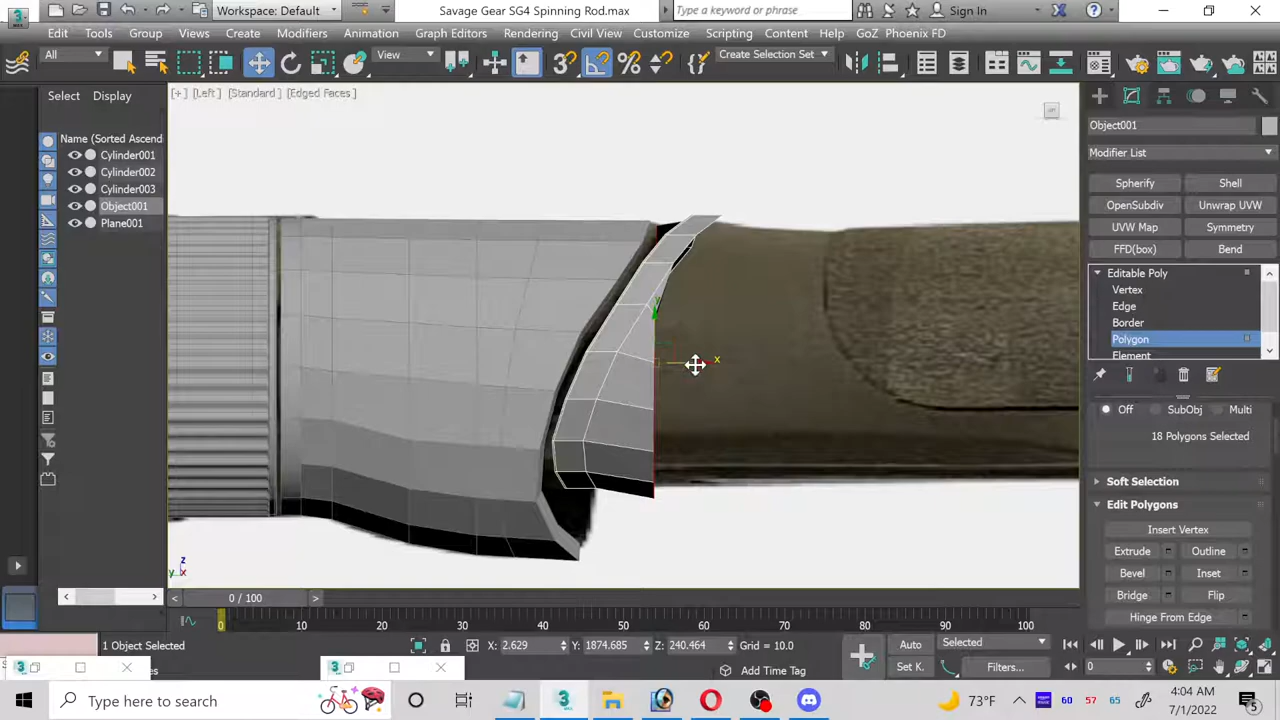 Workspace: Default
Savage Gear SG4 Spinning Rod.max
Type a keyword or phrase
Sign In
Edit Tools Group Views Create Modifiers Animation Graph Editors Rendering Civil View Customize Scripting Content Help GoZ Phoenix FD
All
View
Create Selection Set
Select Display
[+] [Left] [Standard] [Edged Faces]
Name (Sorted Ascend
Cylinder001
Cylinder002
Cylinder003
Object001
Plane001
y
x
z
y x
Object001
Modifier List
Spherify Shell
OpenSubdiv Unwrap UVW
UVW Map Symmetry
FFD(box) Bend
Editable Poly
Vertex
Edge
Border
Polygon
Element
Off SubObj Multi
18 Polygons Selected
Soft Selection
Edit Polygons
Insert Vertex
Extrude Outline
Bevel Inset
Bridge Flip
Hinge From Edge
0 / 100
0 10 20 30 40 50 60 70 80 90 100
1 Object Selected
X: 2.629 Y: 1874.685 Z: 240.464 Grid = 10.0
Add Time Tag
Auto Selected
Set K. Filters...
0
Type here to search
73°F
60 57 65
4:04 AM
7/1/2022
5